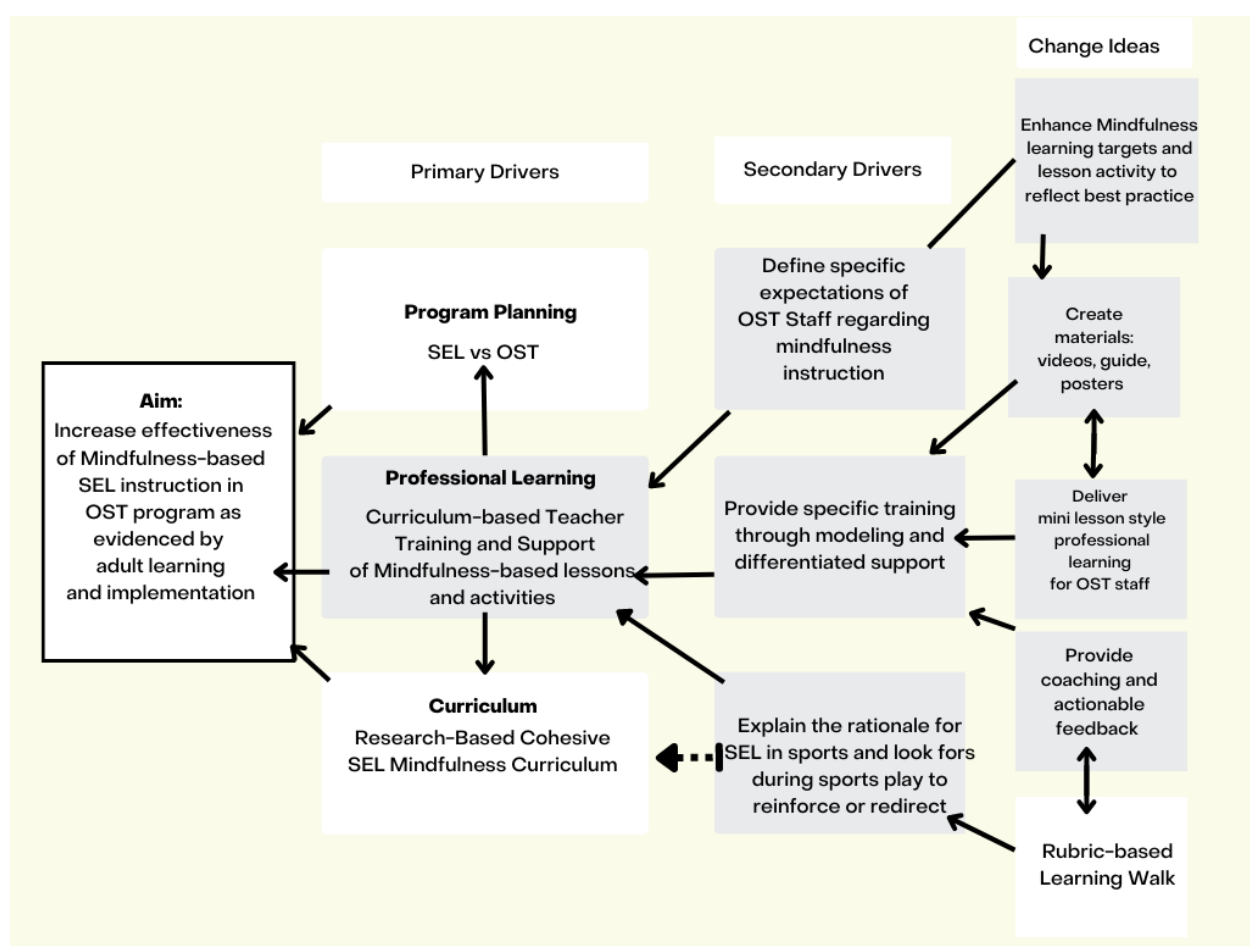 Change Ideas
Primary Drivers
Secondary Drivers
Aim:
Increase effectiveness
of Mindfulness-based
SEL instruction in
OST program as
evidenced by
adult learning
and implementation
Program Planning
SEL vs OST
Professional Learning
Curriculum-based Teacher
Training and Support
of Mindfulness-based lessons
and activities
Curriculum
Research-Based Cohesive
SEL Mindfulness Curriculum
Define specific
expectations of
OST Staff regarding
mindfulness
instruction
Provide specific training
through modeling and
differentiated support
Explain the rationale for
SEL in sports and look fors
during sports play to
reinforce or redirect
Enhance Mindfulness
learning targets and
lesson activity to
reflect best practice
Create
materials:
videos, guide,
posters
Deliver
mini lesson style
professional
learning
for OST staff
Provide
coaching and
actionable
feedback
Rubric-based
Learning Walk